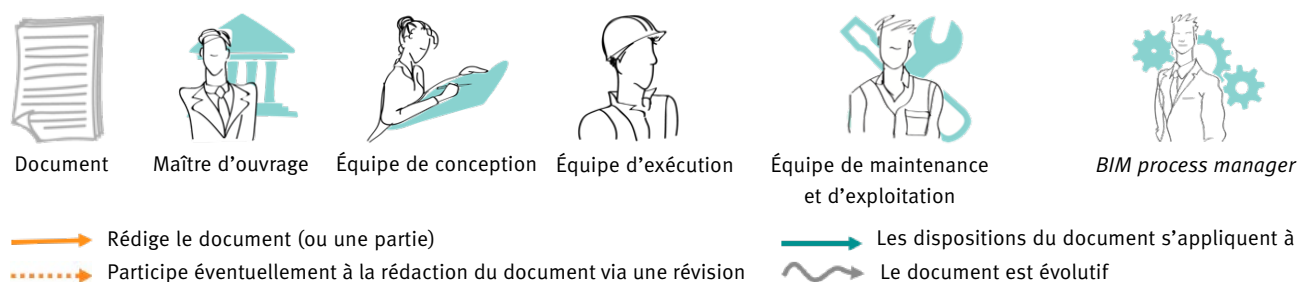 Document
Maître d'ouvrage
Équipe de conception
Équipe d'exécution
Équipe de maintenance
et d'exploitation
BIM process manager
Rédige le document (ou une partie)
Les dispositions du document s'appliquent à
Participe éventuellement à la rédaction du document via une révision
Le document est évolutif